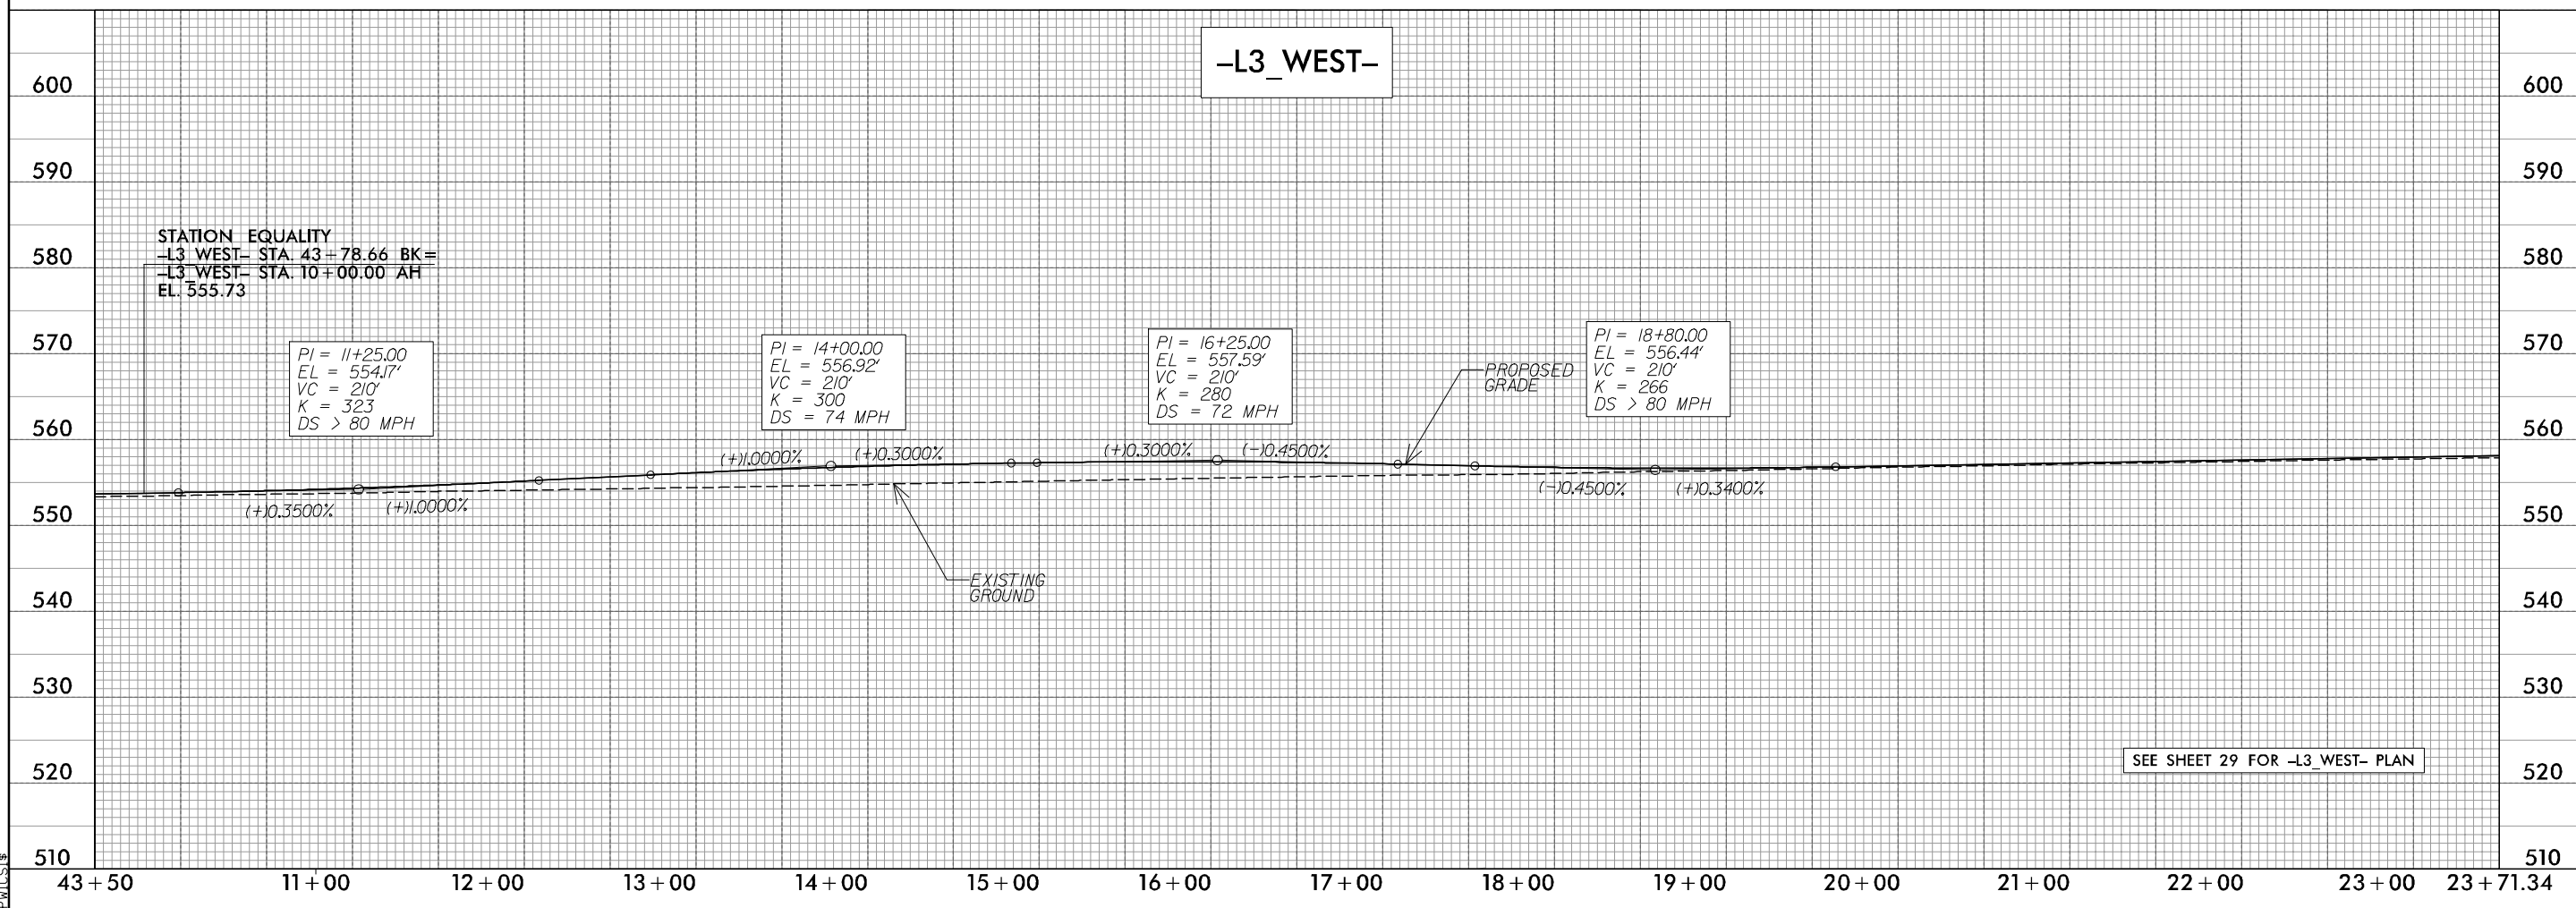 –L3_WEST–
600 600
590 590
580 580
570 570
560 560
550 550
540 540
530 530
520 520
510 510
STATION EQUALITY
–L3_WEST– STA. 43+78.66 BK=
–L3_WEST– STA. 10+00.00 AH
EL. 555.73
PI = 11+25.00
EL = 554.17'
VC = 210'
K = 323
DS > 80 MPH
PI = 14+00.00
EL = 556.92'
VC = 210'
K = 300
DS = 74 MPH
PI = 16+25.00
EL = 557.59'
VC = 210'
K = 280
DS = 72 MPH
PI = 18+80.00
EL = 556.44'
VC = 210'
K = 266
DS > 80 MPH
PROPOSED
GRADE
(+)0.3500%
(+)1.0000%
(+)1.0000%
(+)0.3000%
(+)0.3000%
(-)0.4500%
(-)0.4500%
(+)0.3400%
EXISTING
GROUND
SEE SHEET 29 FOR –L3_WEST– PLAN
43+50 11+00 12+00 13+00 14+00 15+00 16+00 17+00 18+00 19+00 20+00 21+00 22+00 23+00 23+71.34